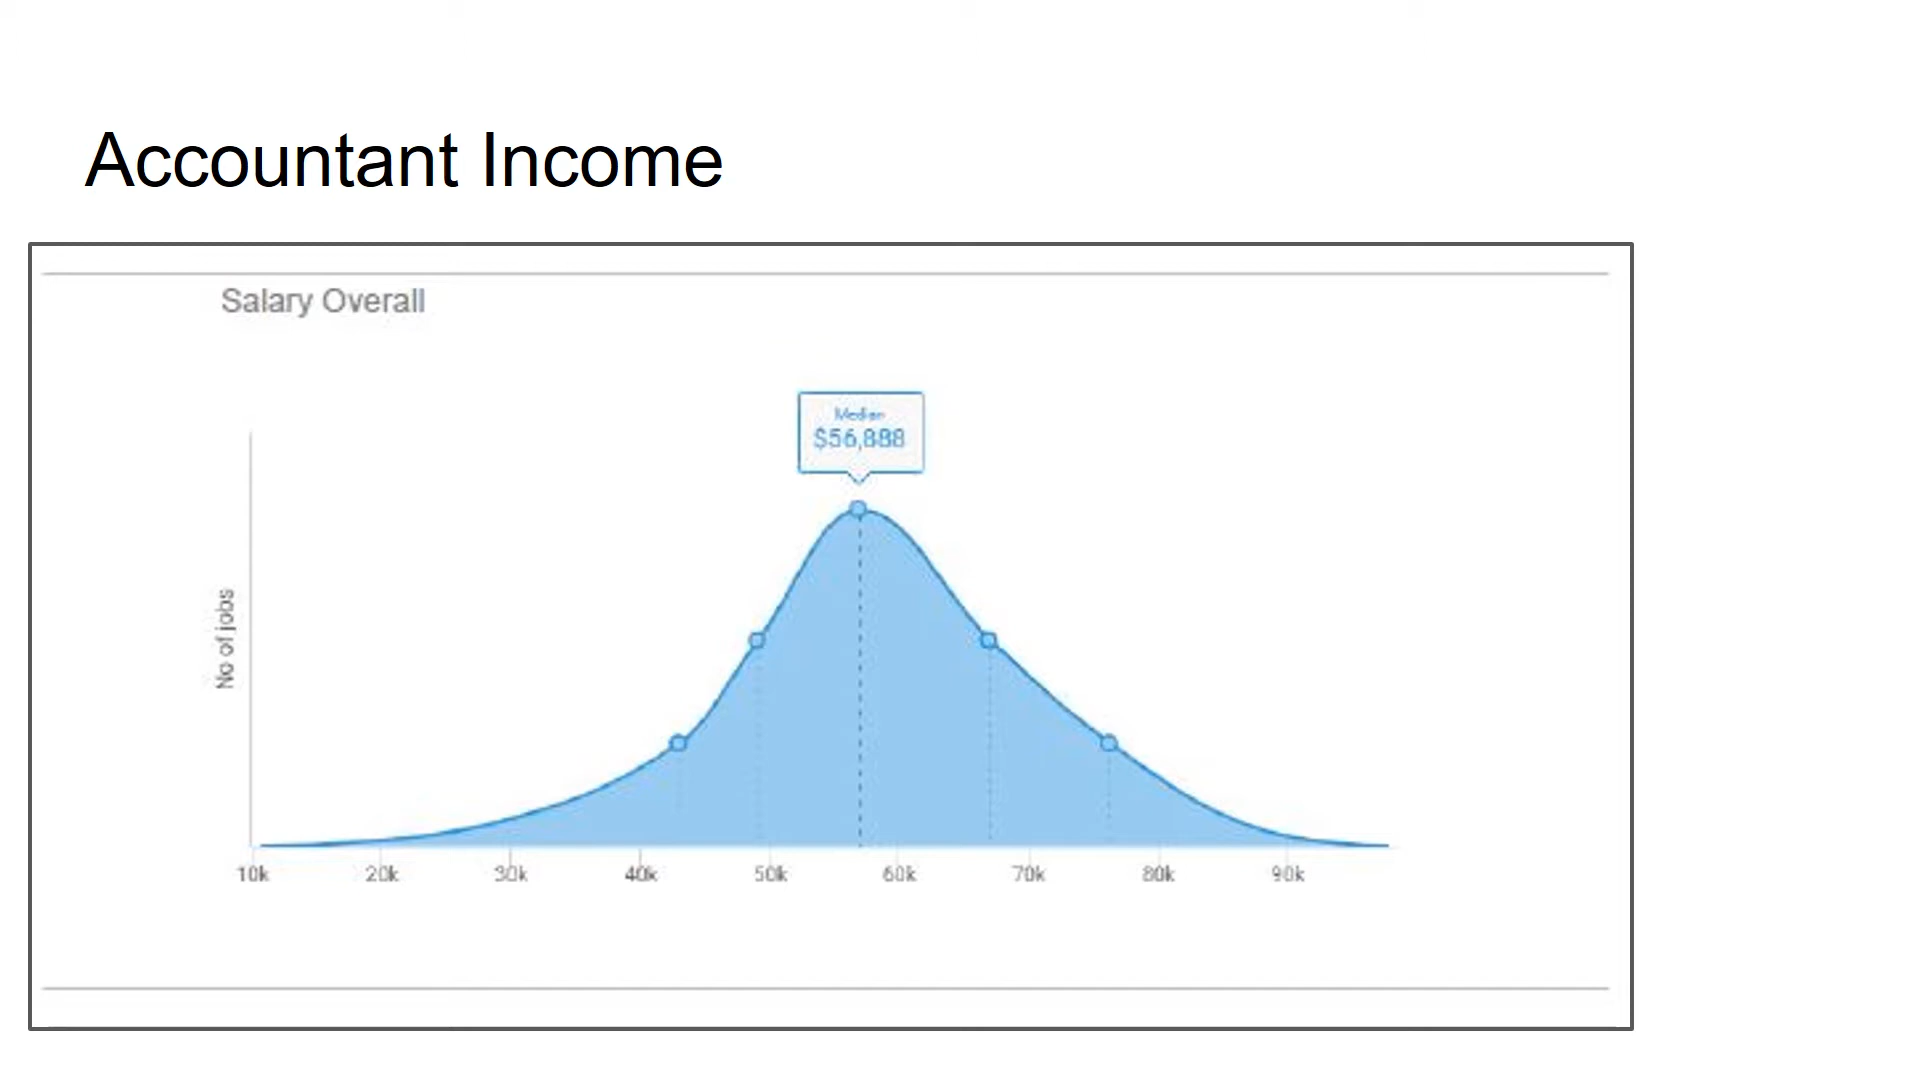 Accountant Income
Salary Overall
Median
$56,888
No of jobs
10k 20k 30k 40k 50k 60k 70k 80k 90k